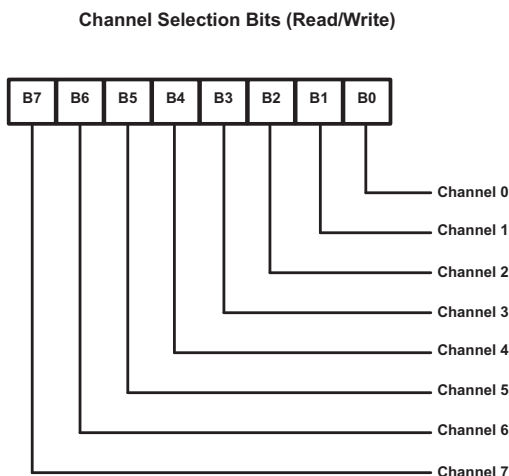 Channel Selection Bits (Read/Write)
B7 B6 B5 B4 B3 B2 B1 B0
Channel 0
Channel 1
Channel 2
Channel 3
Channel 4
Channel 5
Channel 6
Channel 7